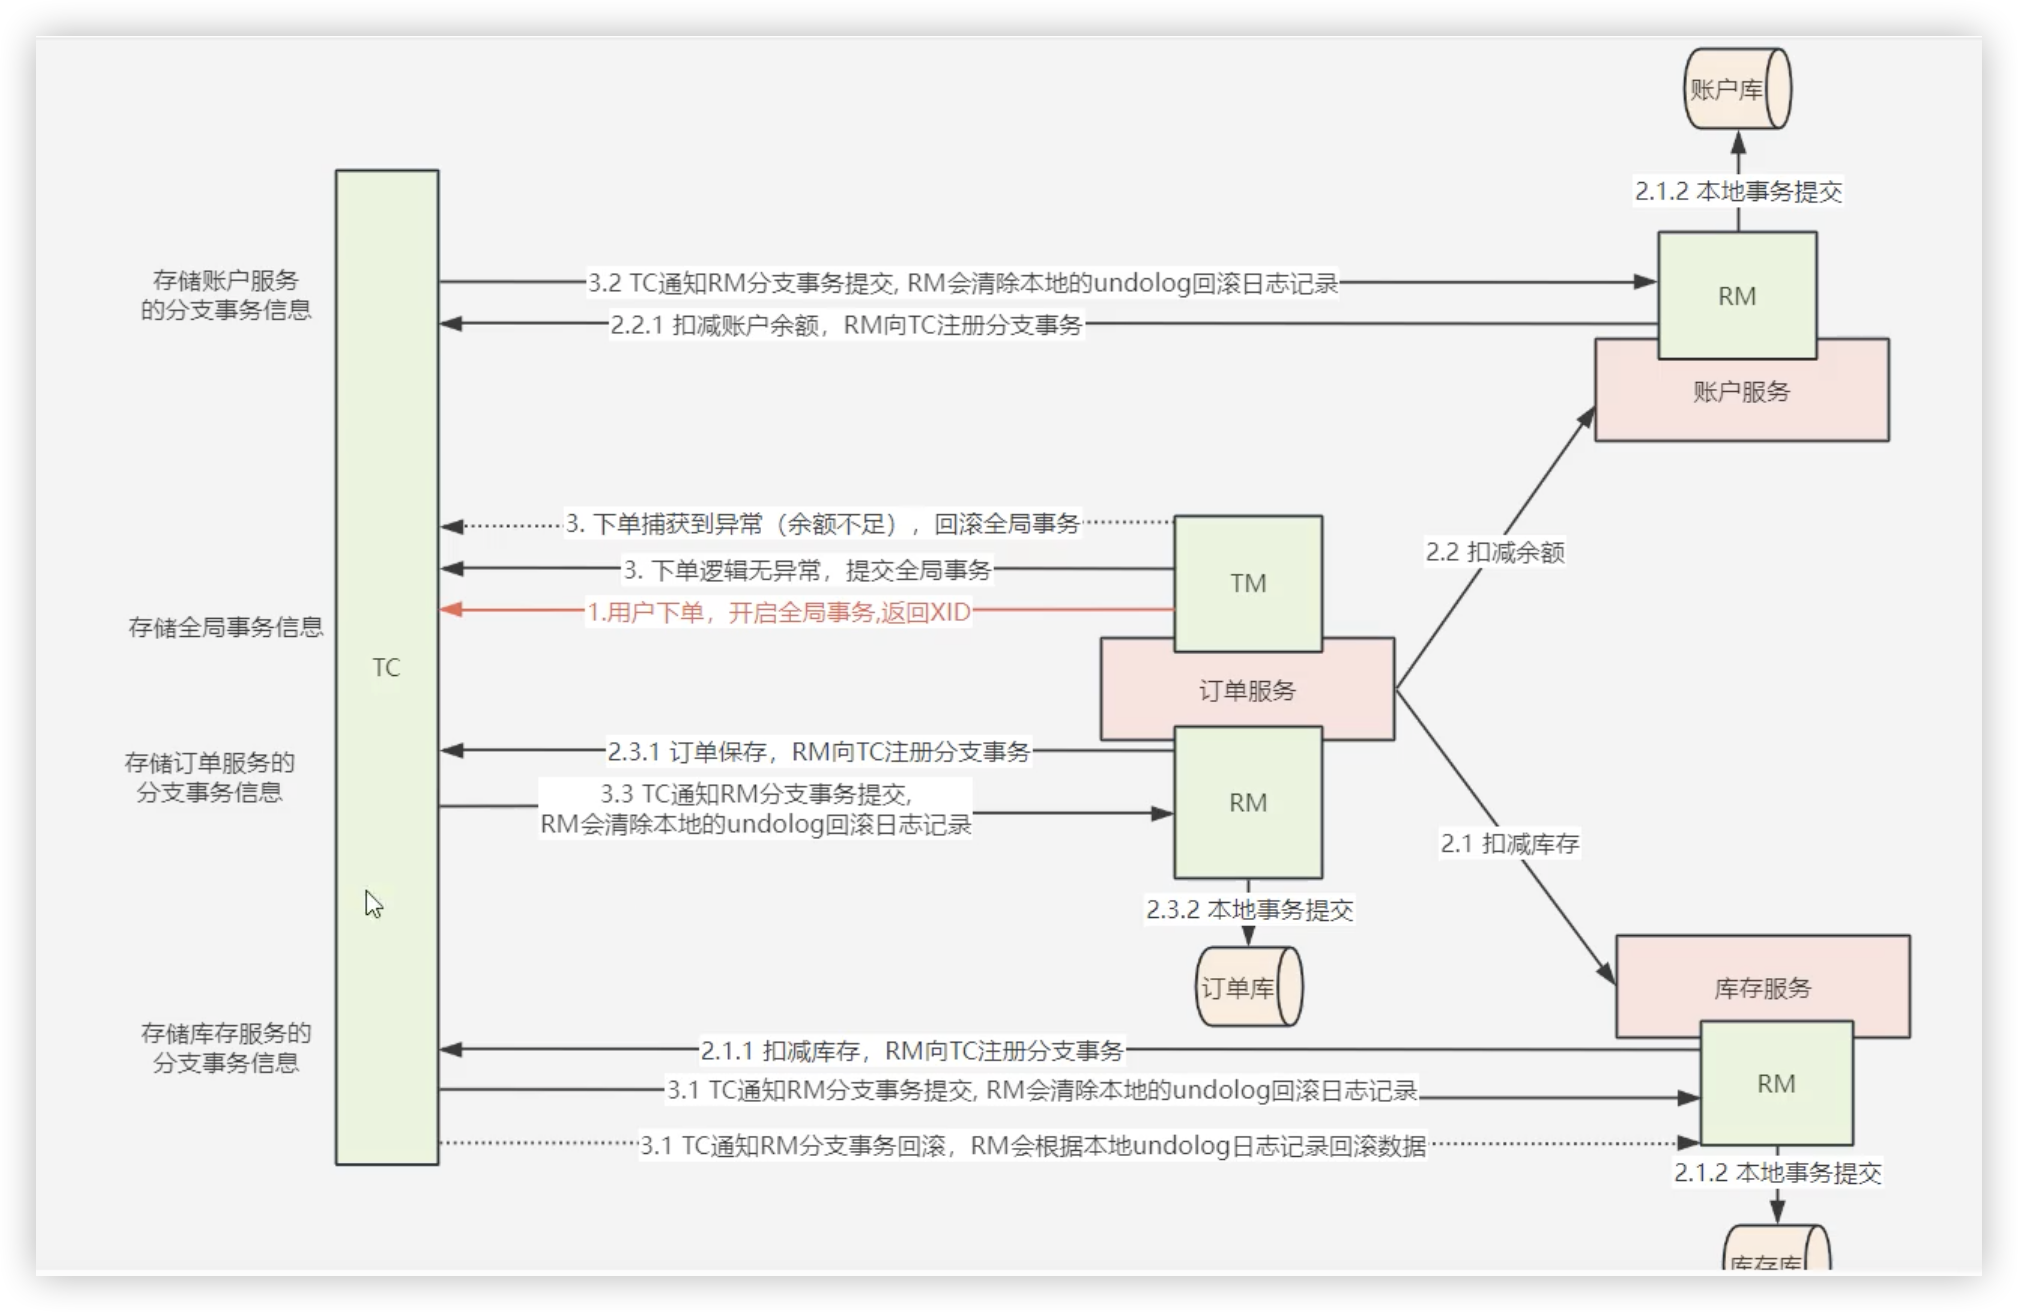 账户库
2.1.2 本地事务提交
存储账户服务
的分支事务信息
3.2 TC通知RM分支事务提交, RM会清除本地的undolog回滚日志记录
RM
2.2.1 扣减账户余额，RM向TC注册分支事务
账户服务
3. 下单捕获到异常（余额不足），回滚全局事务
2.2 扣减余额
3. 下单逻辑无异常，提交全局事务
TM
1.用户下单，开启全局事务,返回XID
存储全局事务信息
TC
订单服务
存储订单服务的
分支事务信息
2.3.1 订单保存，RM向TC注册分支事务
3.3 TC通知RM分支事务提交,
RM会清除本地的undolog回滚日志记录
RM
2.1 扣减库存
2.3.2 本地事务提交
订单库
库存服务
存储库存服务的
分支事务信息
2.1.1 扣减库存，RM向TC注册分支事务
3.1 TC通知RM分支事务提交, RM会清除本地的undolog回滚日志记录
RM
3.1 TC通知RM分支事务回滚，RM会根据本地undolog日志记录回滚数据
2.1.2 本地事务提交
库存库